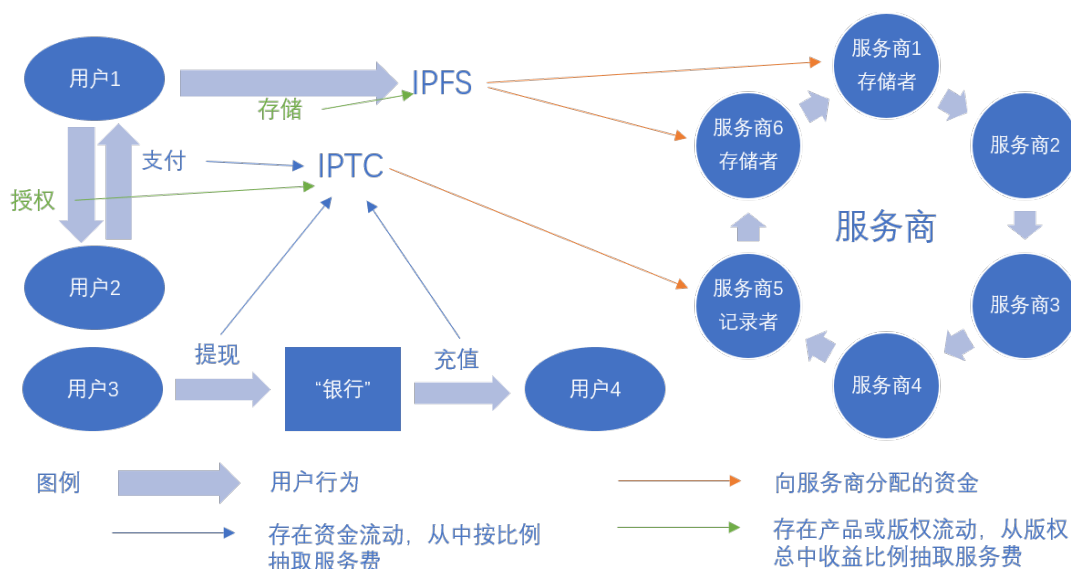 用户1
存储
IPFS
服务商1
存储者
服务商6
存储者
服务商2
支付
IPTC
授权
服务商
用户2
服务商5
记录者
服务商3
提现
充值
用户3
“银行”
用户4
服务商4
图例
用户行为
向服务商分配的资金
存在资金流动，从中按比例
抽取服务费
存在产品或版权流动，从版权
总中收益比例抽取服务费